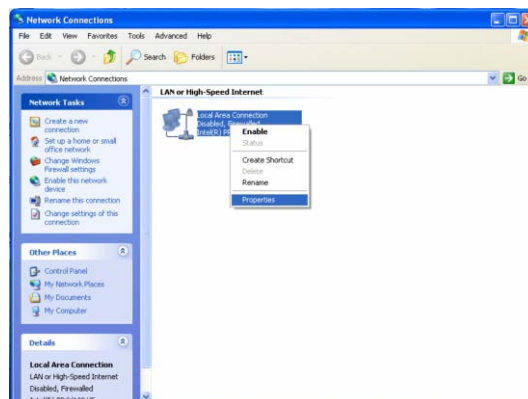 Network Connections
File Edit View Favorites Tools Advanced Help
Back Search Folders
Address Network Connections Go
Network Tasks
Create a new
connection
Set up a home or small
office network
Change Windows
Firewall settings
Enable this network
device
Rename this connection
Change settings of this
connection
Other Places
Control Panel
My Network Places
My Documents
My Computer
Details
Local Area Connection
LAN or High-Speed Internet
Disabled, Firewalled
LAN or High-Speed Internet
Local Area Connection
Disabled, Firewalled
Intel(R)
Enable
Status
Create Shortcut
Delete
Rename
Properties